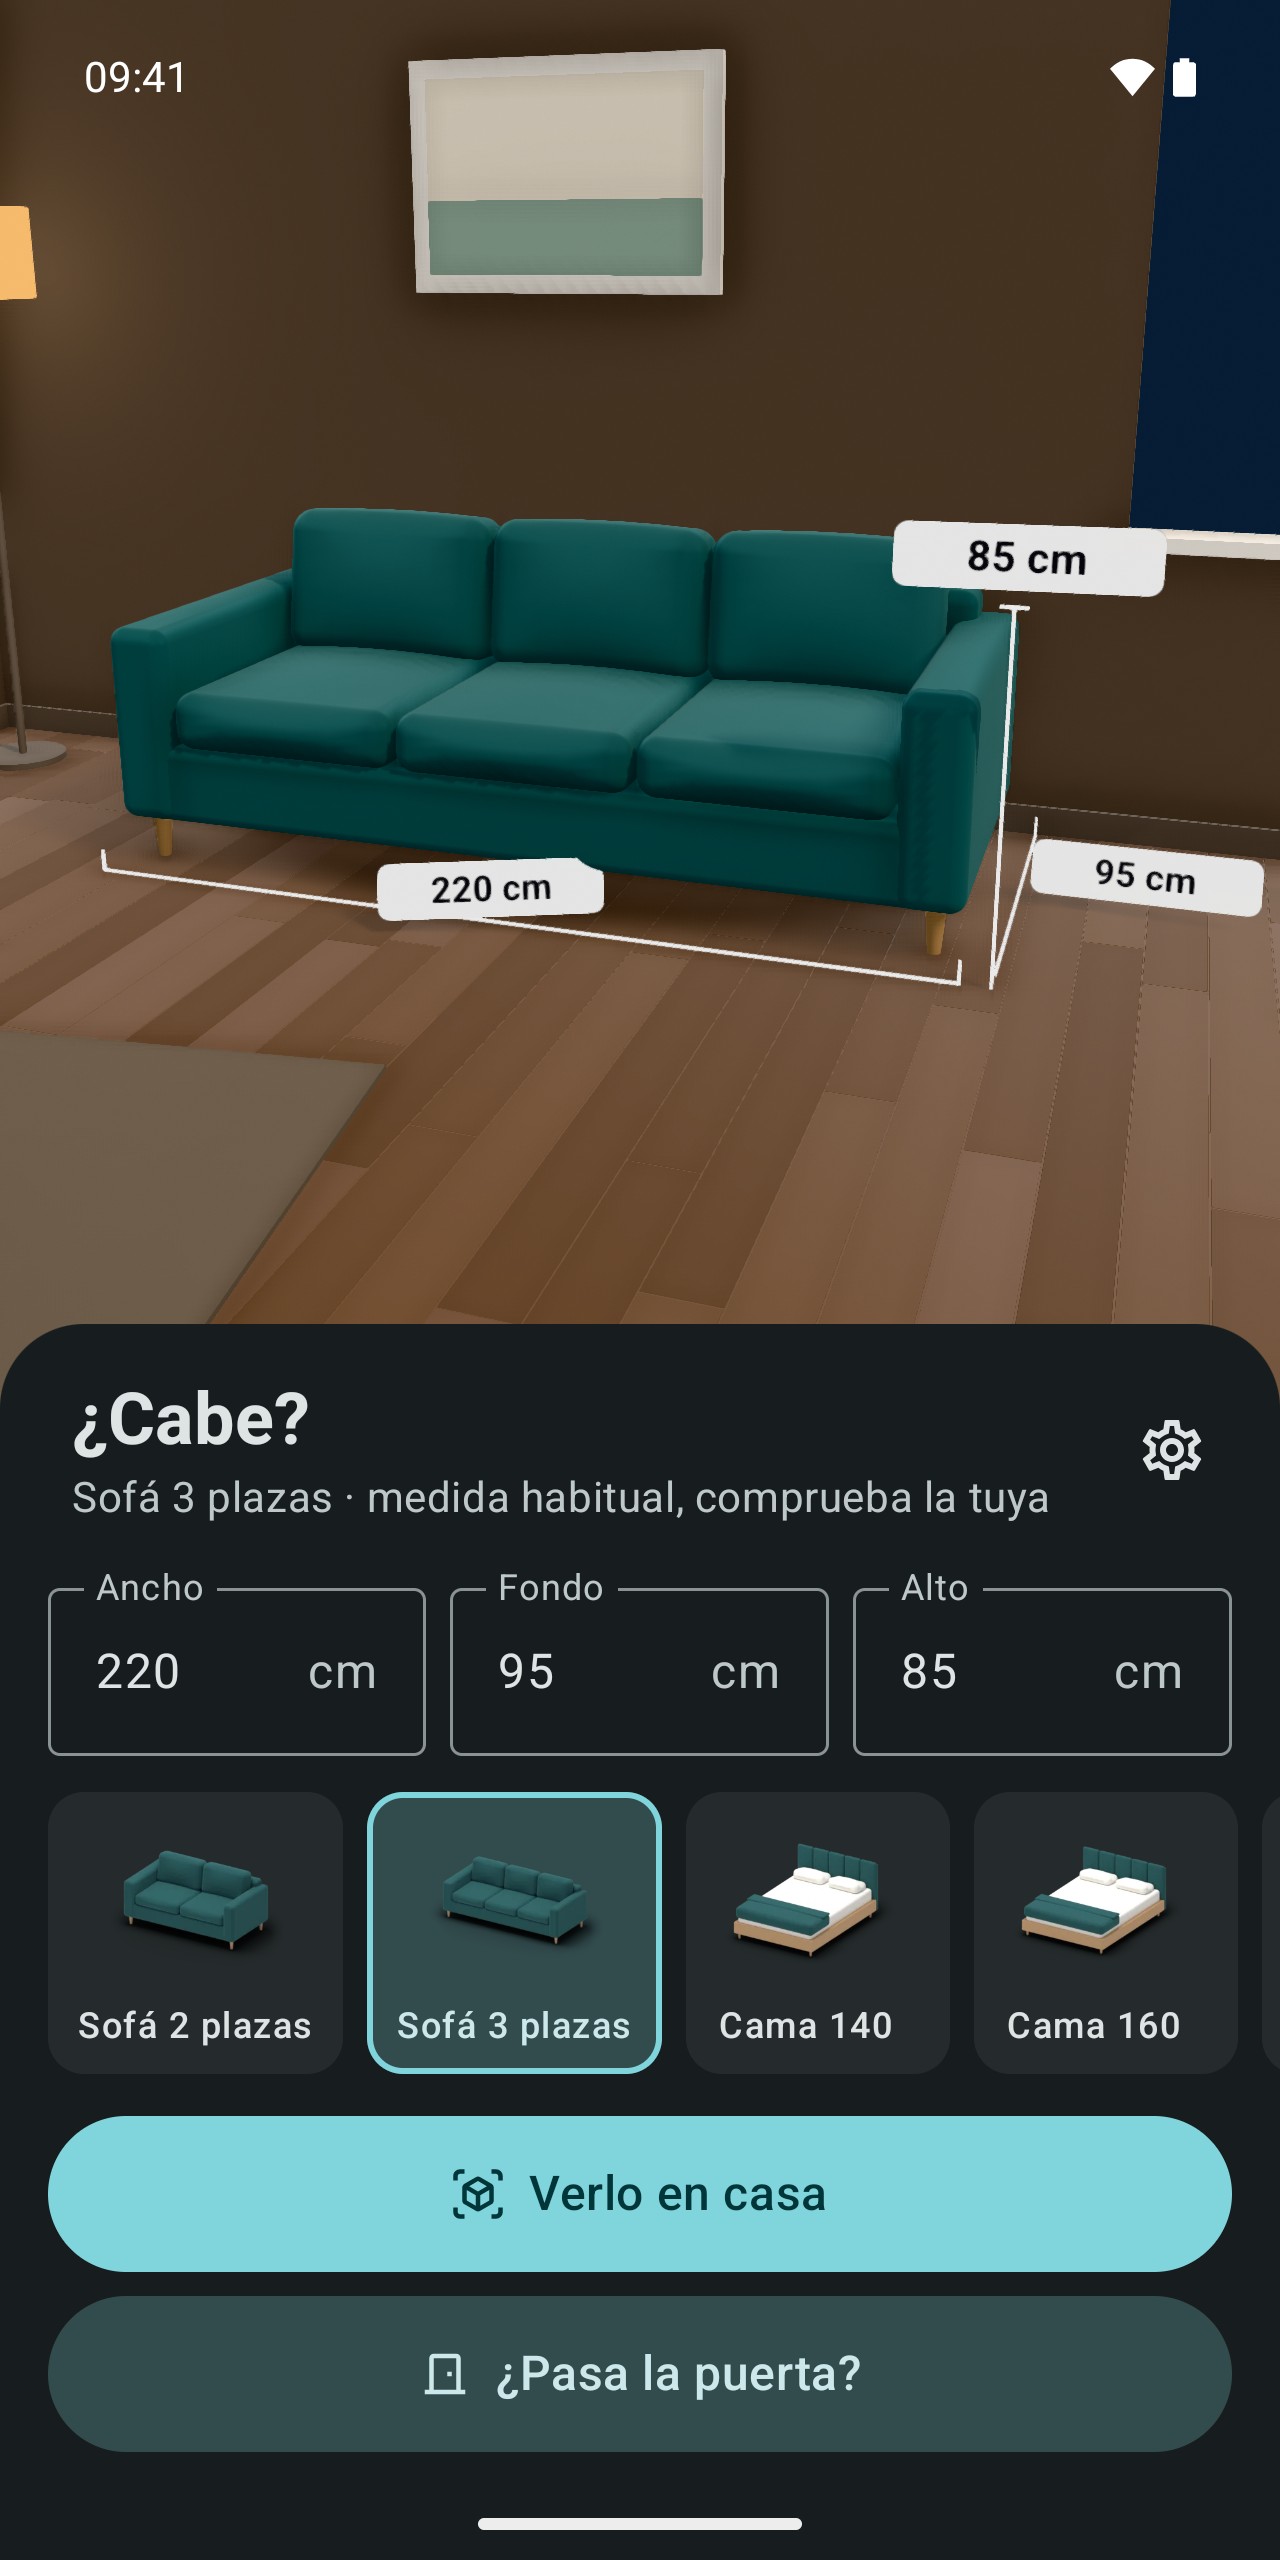 09:41
85 cm
95 cm
220 cm
¿Cabe?
Sofá 3 plazas · medida habitual, comprueba la tuya
Ancho
Fondo
Alto
220 cm
95 cm
85 cm
Sofá 2 plazas
Sofá 3 plazas
Cama 140
Cama 160
Verlo en casa
¿Pasa la puerta?